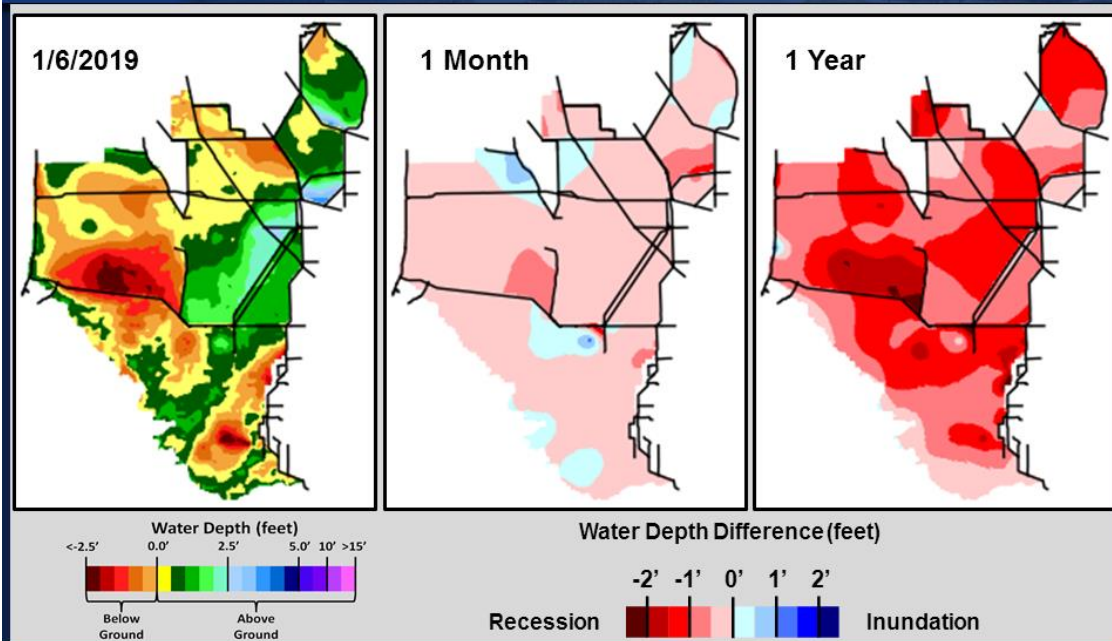 1/6/2019
1 Month
1 Year
Water Depth (feet)
<-2.5' 0.0' 2.5' 5.0' 10' >15'
Below Ground
Above Ground
Water Depth Difference (feet)
-2' -1' 0' 1' 2'
Recession
Inundation